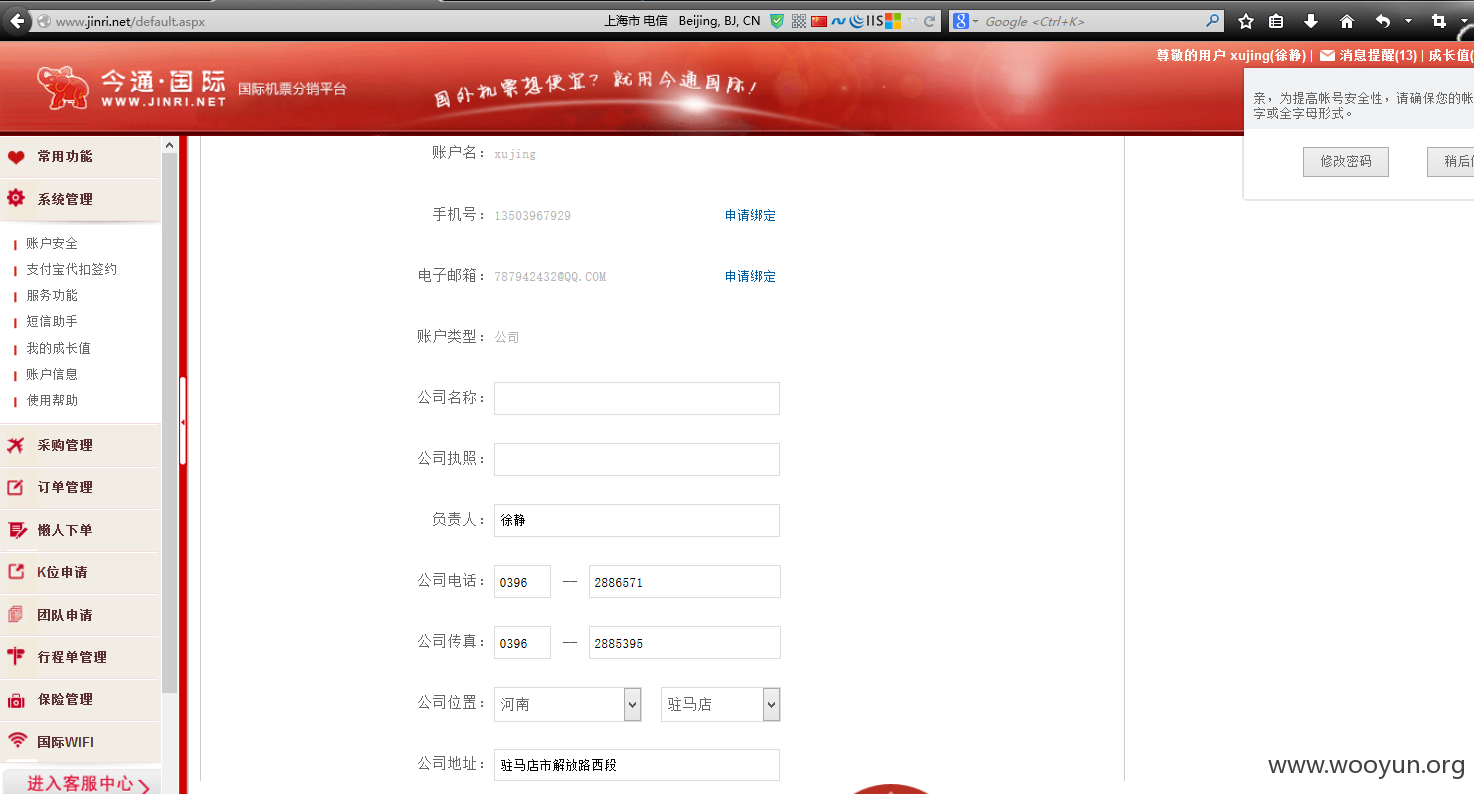 www.jinri.net/default.aspx
上海市 电信 Beijing, BJ, CN
IIS
Google <Ctrl+K>
今通·国际
WWW.JINRI.NET
国际机票分销平台
国外机票想便宜？就用今通国际！
尊敬的用户 xujing(徐静) | 消息提醒(13) | 成长值(
亲，为提高帐号安全性，请确保您的帐
字或全字母形式。
修改密码
稍后
常用功能
系统管理
账户安全
支付宝代扣签约
服务功能
短信助手
我的成长值
账户信息
使用帮助
采购管理
订单管理
懒人下单
K位申请
团队申请
行程单管理
保险管理
国际WIFI
进入客服中心
账户名： xujing
手机号： 13503967929 申请绑定
电子邮箱： 787942432@QQ.COM 申请绑定
账户类型： 公司
公司名称：
公司执照：
负责人： 徐静
公司电话： 0396 — 2886571
公司传真： 0396 — 2885395
公司位置： 河南 驻马店
公司地址： 驻马店市解放路西段
www.wooyun.org